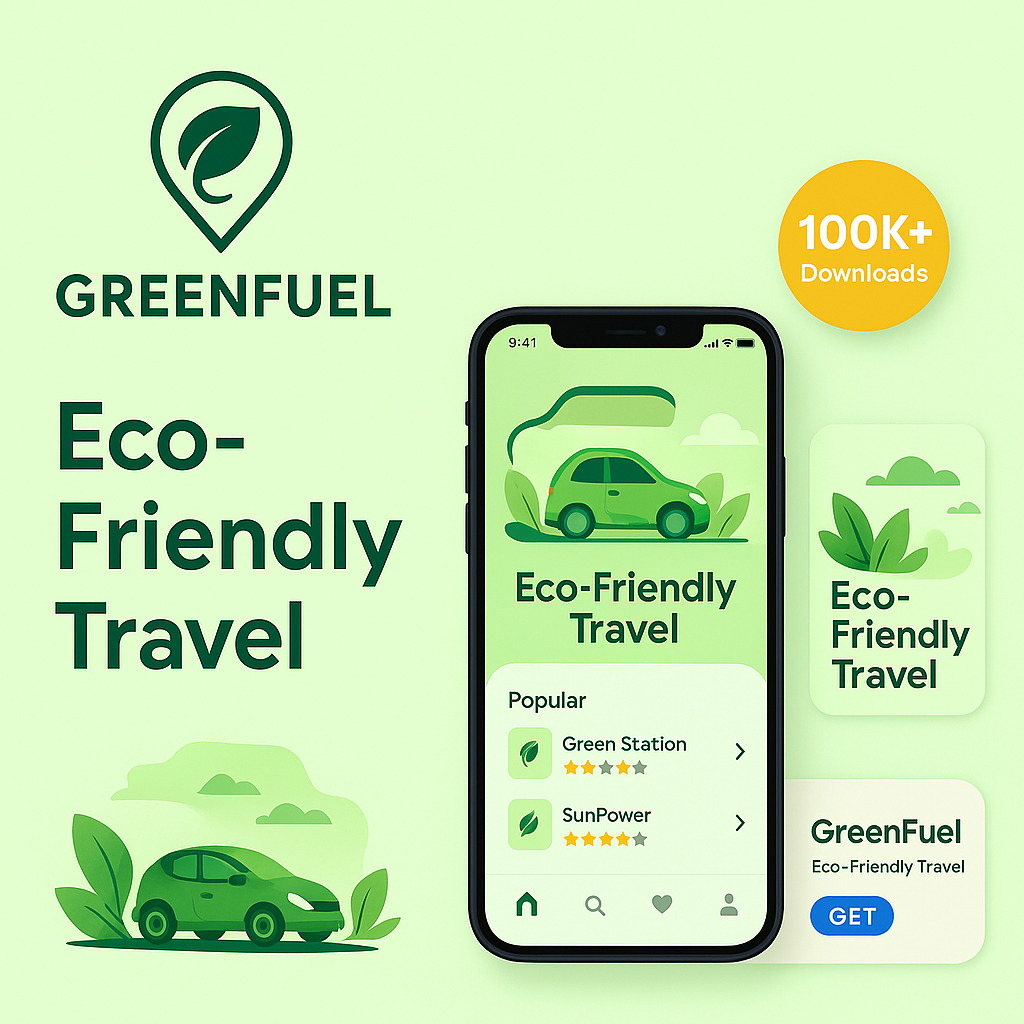 GREENFUEL
Eco-
Friendly
Travel
100K+
Downloads
9:41
Eco-Friendly
Travel
Popular
Green Station
SunPower
Eco-
Friendly
Travel
GreenFuel
Eco-Friendly Travel
GET